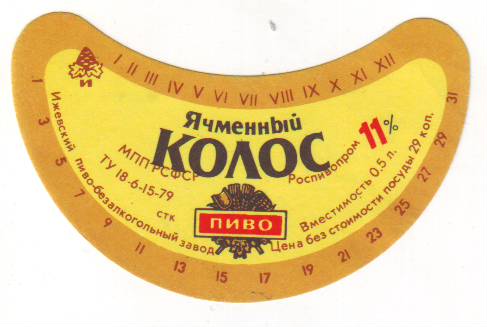 I II III IV V VI VII VIII IX X XI XII
И
Ячменный
КОЛОС
11%
МПП РСФСР
ТУ 18-6-15-79
стк
Ижевский пиво-безалкогольный завод
ПИВО
Роспивопром
Вместимость 0.5 л.
Цена без стоимости посуды 29 коп.
1 3 5 7 9 11 13 15 17 19 21 23 25 27 29 31